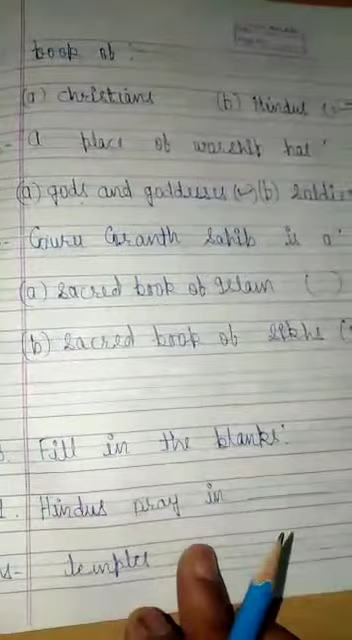 book of :-
(a) christians (b) Hindus
a place of worship has
(a) gods and goddesses (✓) (b) soldi
Guru Granth Sahib is a
(a) sacred book of Islam ( )
(b) sacred book of sikhs (
Fill in the blanks:
1. Hindus pray in
temples